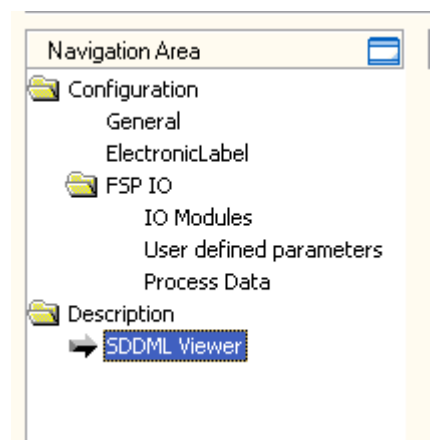 Navigation Area
Configuration
General
ElectronicLabel
FSP IO
IO Modules
User defined parameters
Process Data
Description
SDDML Viewer